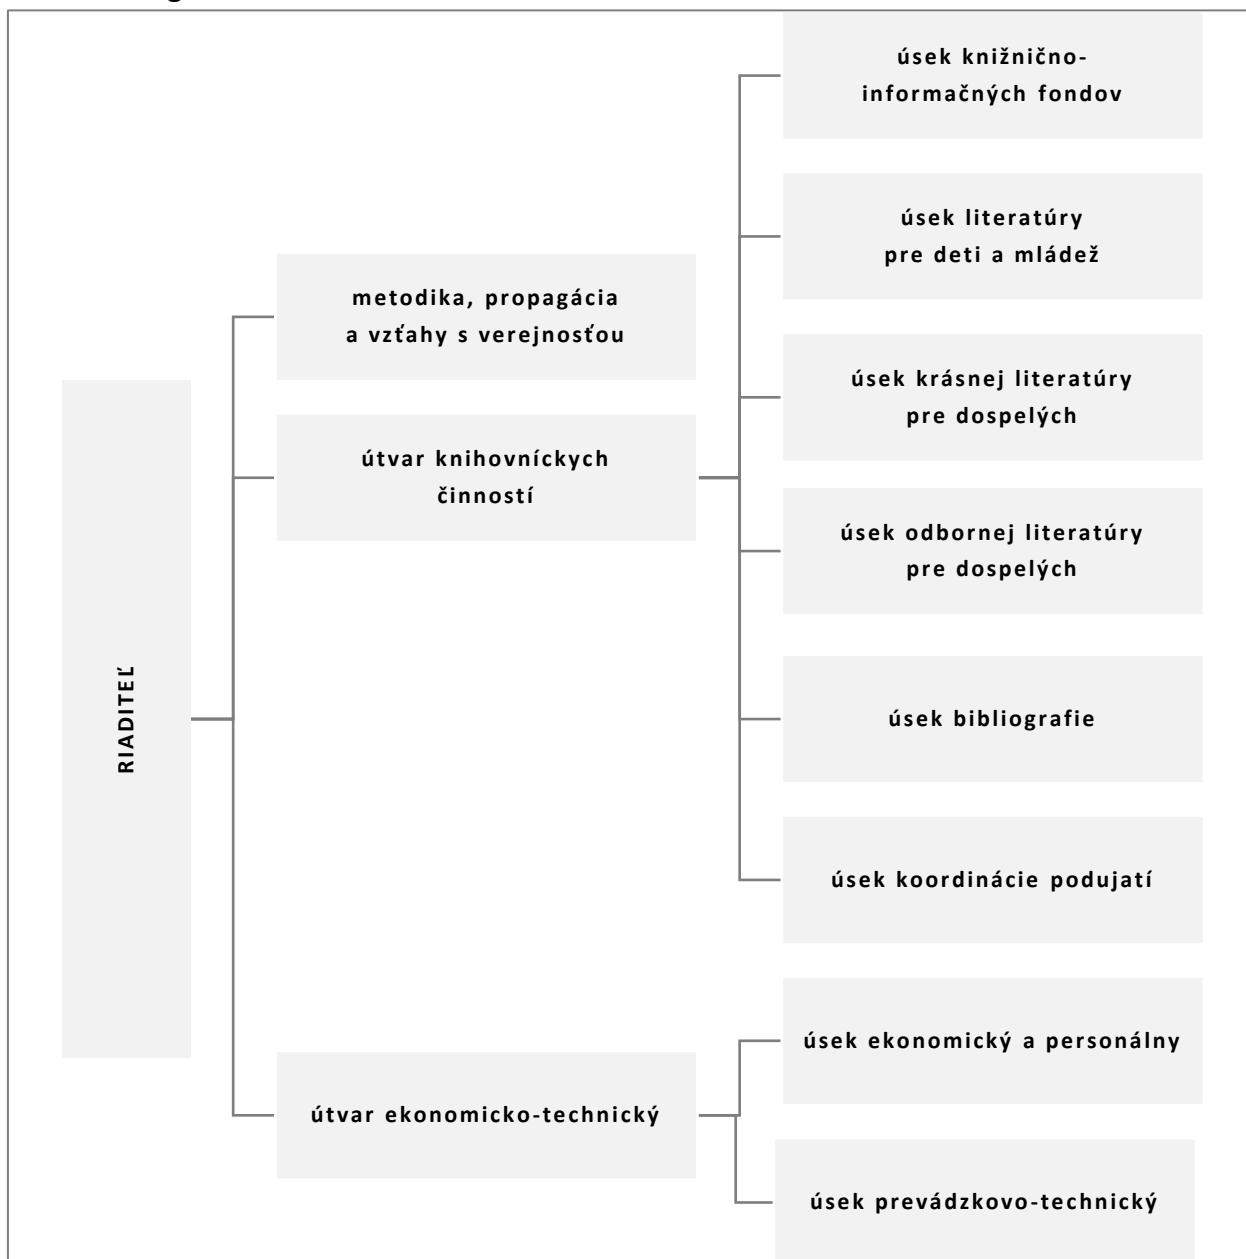 RIADITEĽ
metodika, propagácia
a vzťahy s verejnosťou
útvar knihovníckych
činností
úsek knižnično-
informačných fondov
úsek literatúry
pre deti a mládež
úsek krásnej literatúry
pre dospelých
úsek odbornej literatúry
pre dospelých
úsek bibliografie
úsek koordinácie podujatí
útvar ekonomicko-technický
úsek ekonomický a personálny
úsek prevádzkovo-technický